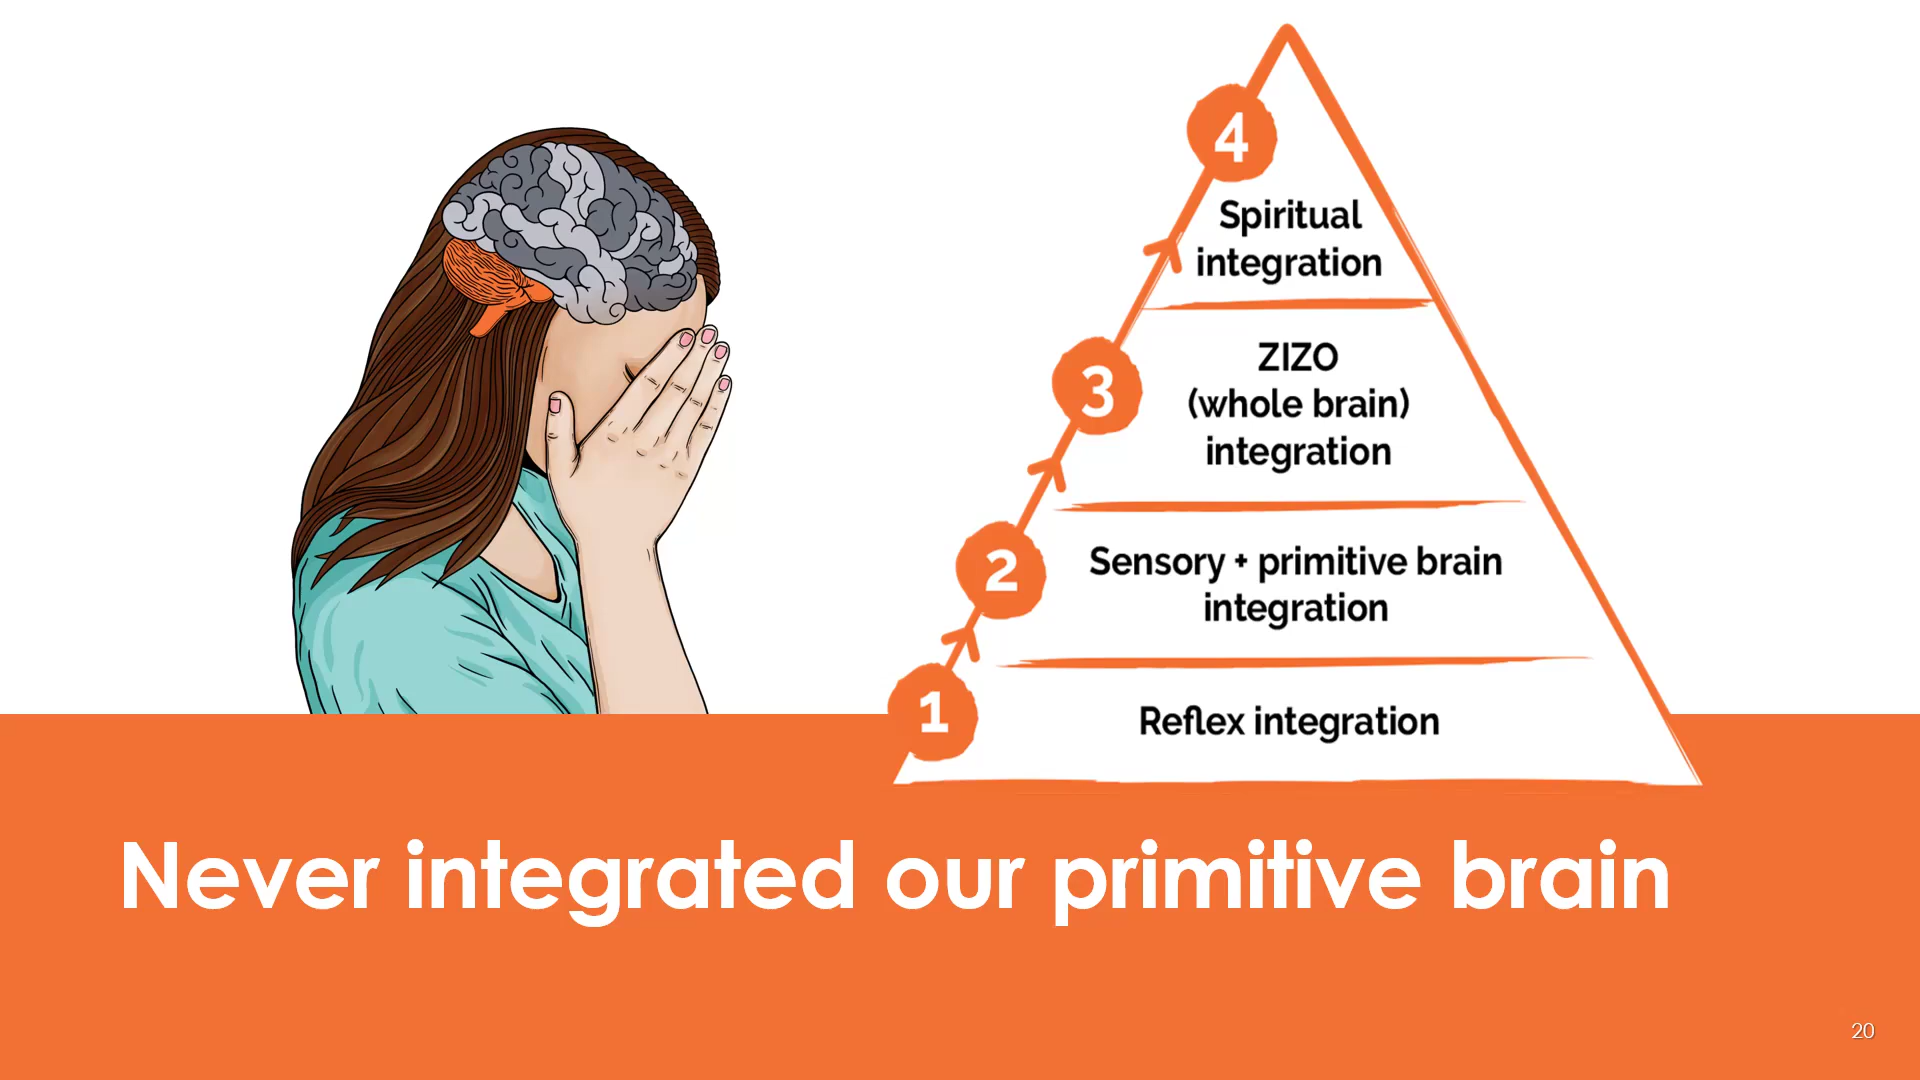 4
Spiritual
integration
3
ZIZO
(whole brain)
integration
2
Sensory + primitive brain
integration
1
Reflex integration
Never integrated our primitive brain
20